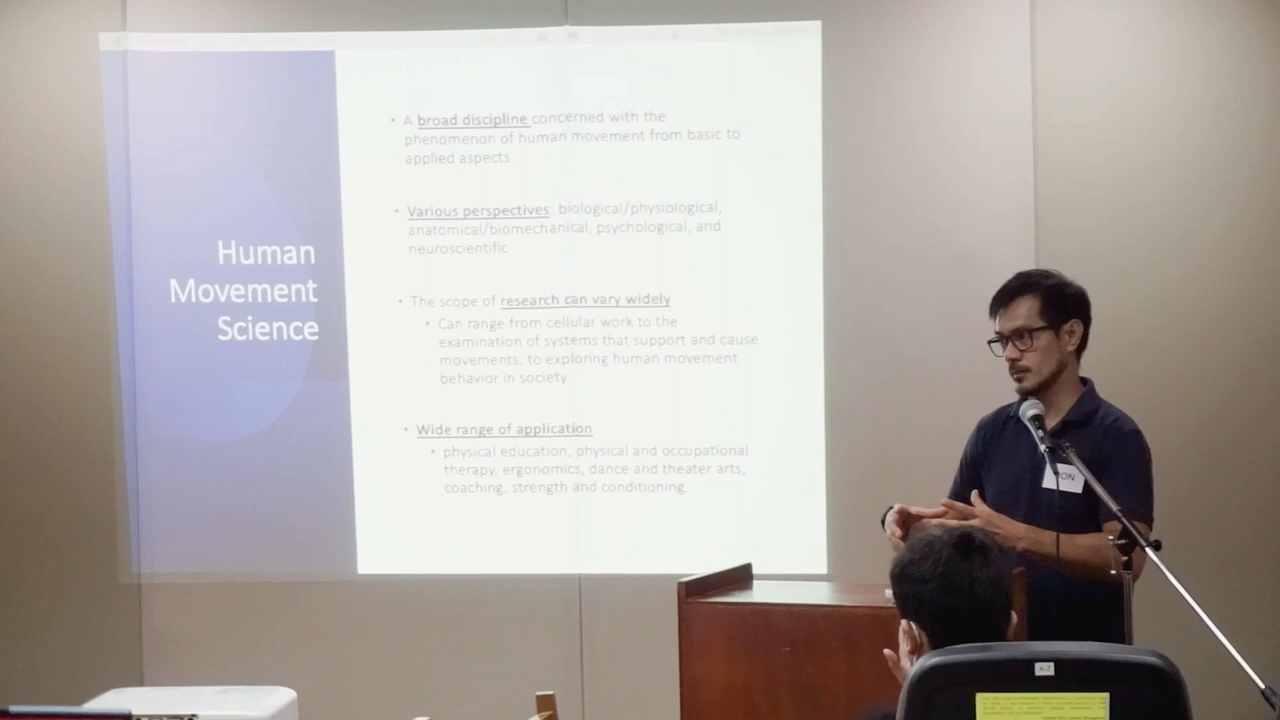 Human
Movement
Science
• A broad discipline concerned with the
phenomenon of human movement from basic to
applied aspects.
• Various perspectives: biological/physiological,
anatomical/biomechanical, psychological, and
neuroscientific
• The scope of research can vary widely
• Can range from cellular work to the
examination of systems that support and cause
movements, to exploring human movement
behavior in society.
• Wide range of application
• physical education, physical and occupational
therapy, ergonomics, dance and theater arts,
coaching, strength and conditioning.
A-7